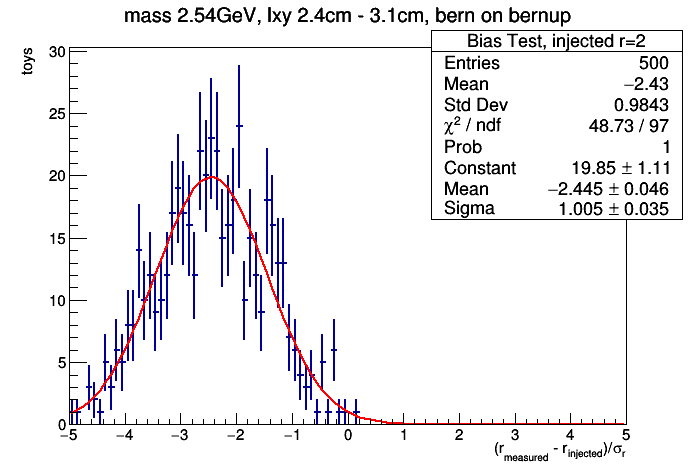 mass 2.54GeV, lxy 2.4cm - 3.1cm, bern on bernup
Bias Test, injected r=2
Entries 500
Mean −2.43
Std Dev 0.9843
χ² / ndf 48.73 / 97
Prob 1
Constant 19.85 ± 1.11
Mean −2.445 ± 0.046
Sigma 1.005 ± 0.035
toys
30
25
20
15
10
5
0
−5 −4 −3 −2 −1 0 1 2 3 4 5
(r_measured - r_injected)/σ_r